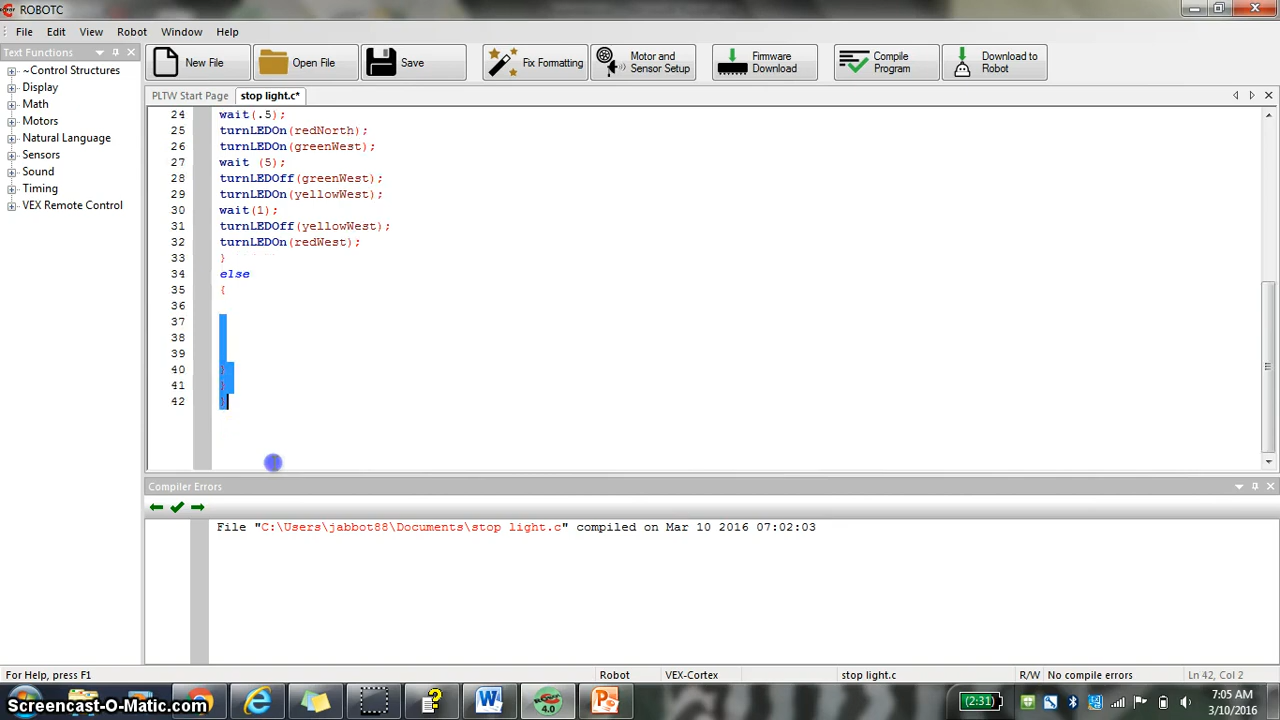 ROBOTC
File Edit View Robot Window Help
Text Functions
New File Open File Save Fix Formatting Motor and Sensor Setup Firmware Download Compile Program Download to Robot
~Control Structures
Display
Math
Motors
Natural Language
Sensors
Sound
Timing
VEX Remote Control
PLTW Start Page stop light.c*
24 wait(.5);
25 turnLEDOn(redNorth);
26 turnLEDOn(greenWest);
27 wait (5);
28 turnLEDOff(greenWest);
29 turnLEDOn(yellowWest);
30 wait(1);
31 turnLEDOff(yellowWest);
32 turnLEDOn(redWest);
33 }
34 else
35 {
36
37
38
39
40 }
41 }
42 }
Compiler Errors
File "C:\Users\jabbot88\Documents\stop light.c" compiled on Mar 10 2016 07:02:03
For Help, press F1 Robot VEX-Cortex stop light.c R/W No compile errors Ln 42, Col 2
Screencast-O-Matic.com
4.0
(2:31)
7:05 AM
3/10/2016